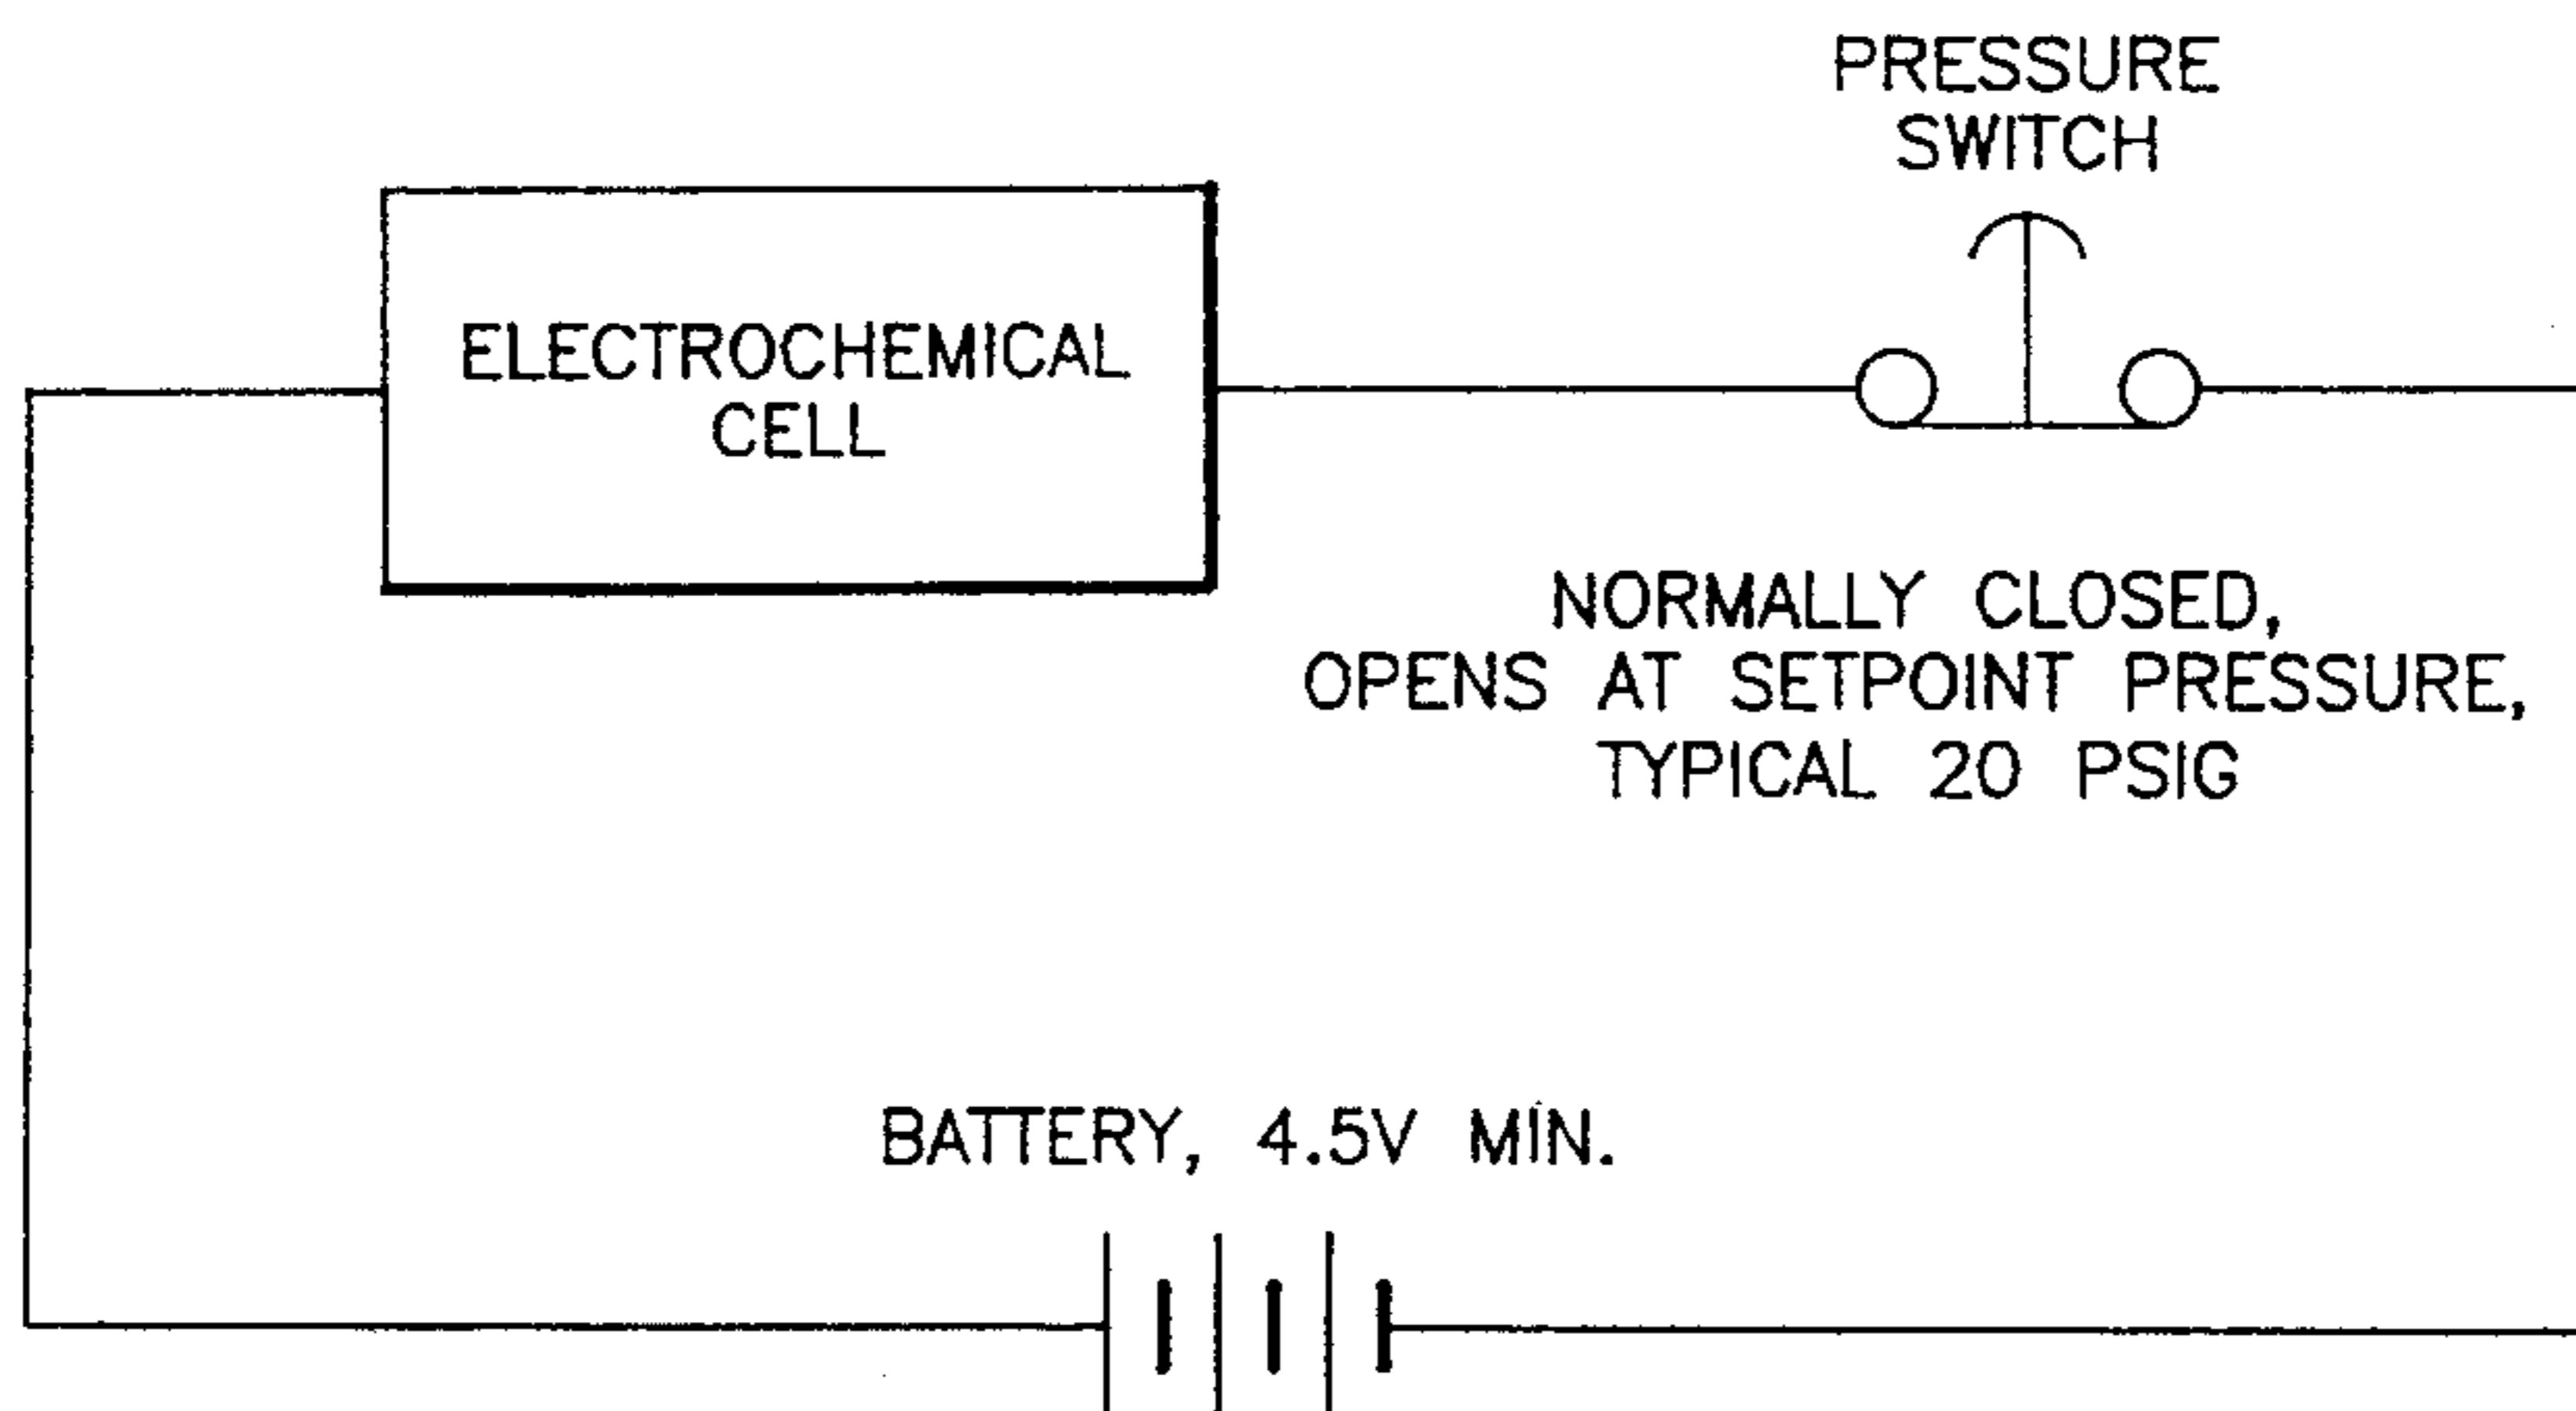 PRESSURE
SWITCH
ELECTROCHEMICAL
CELL
NORMALLY CLOSED,
OPENS AT SETPOINT PRESSURE,
TYPICAL 20 PSIG
BATTERY, 4.5V MIN.